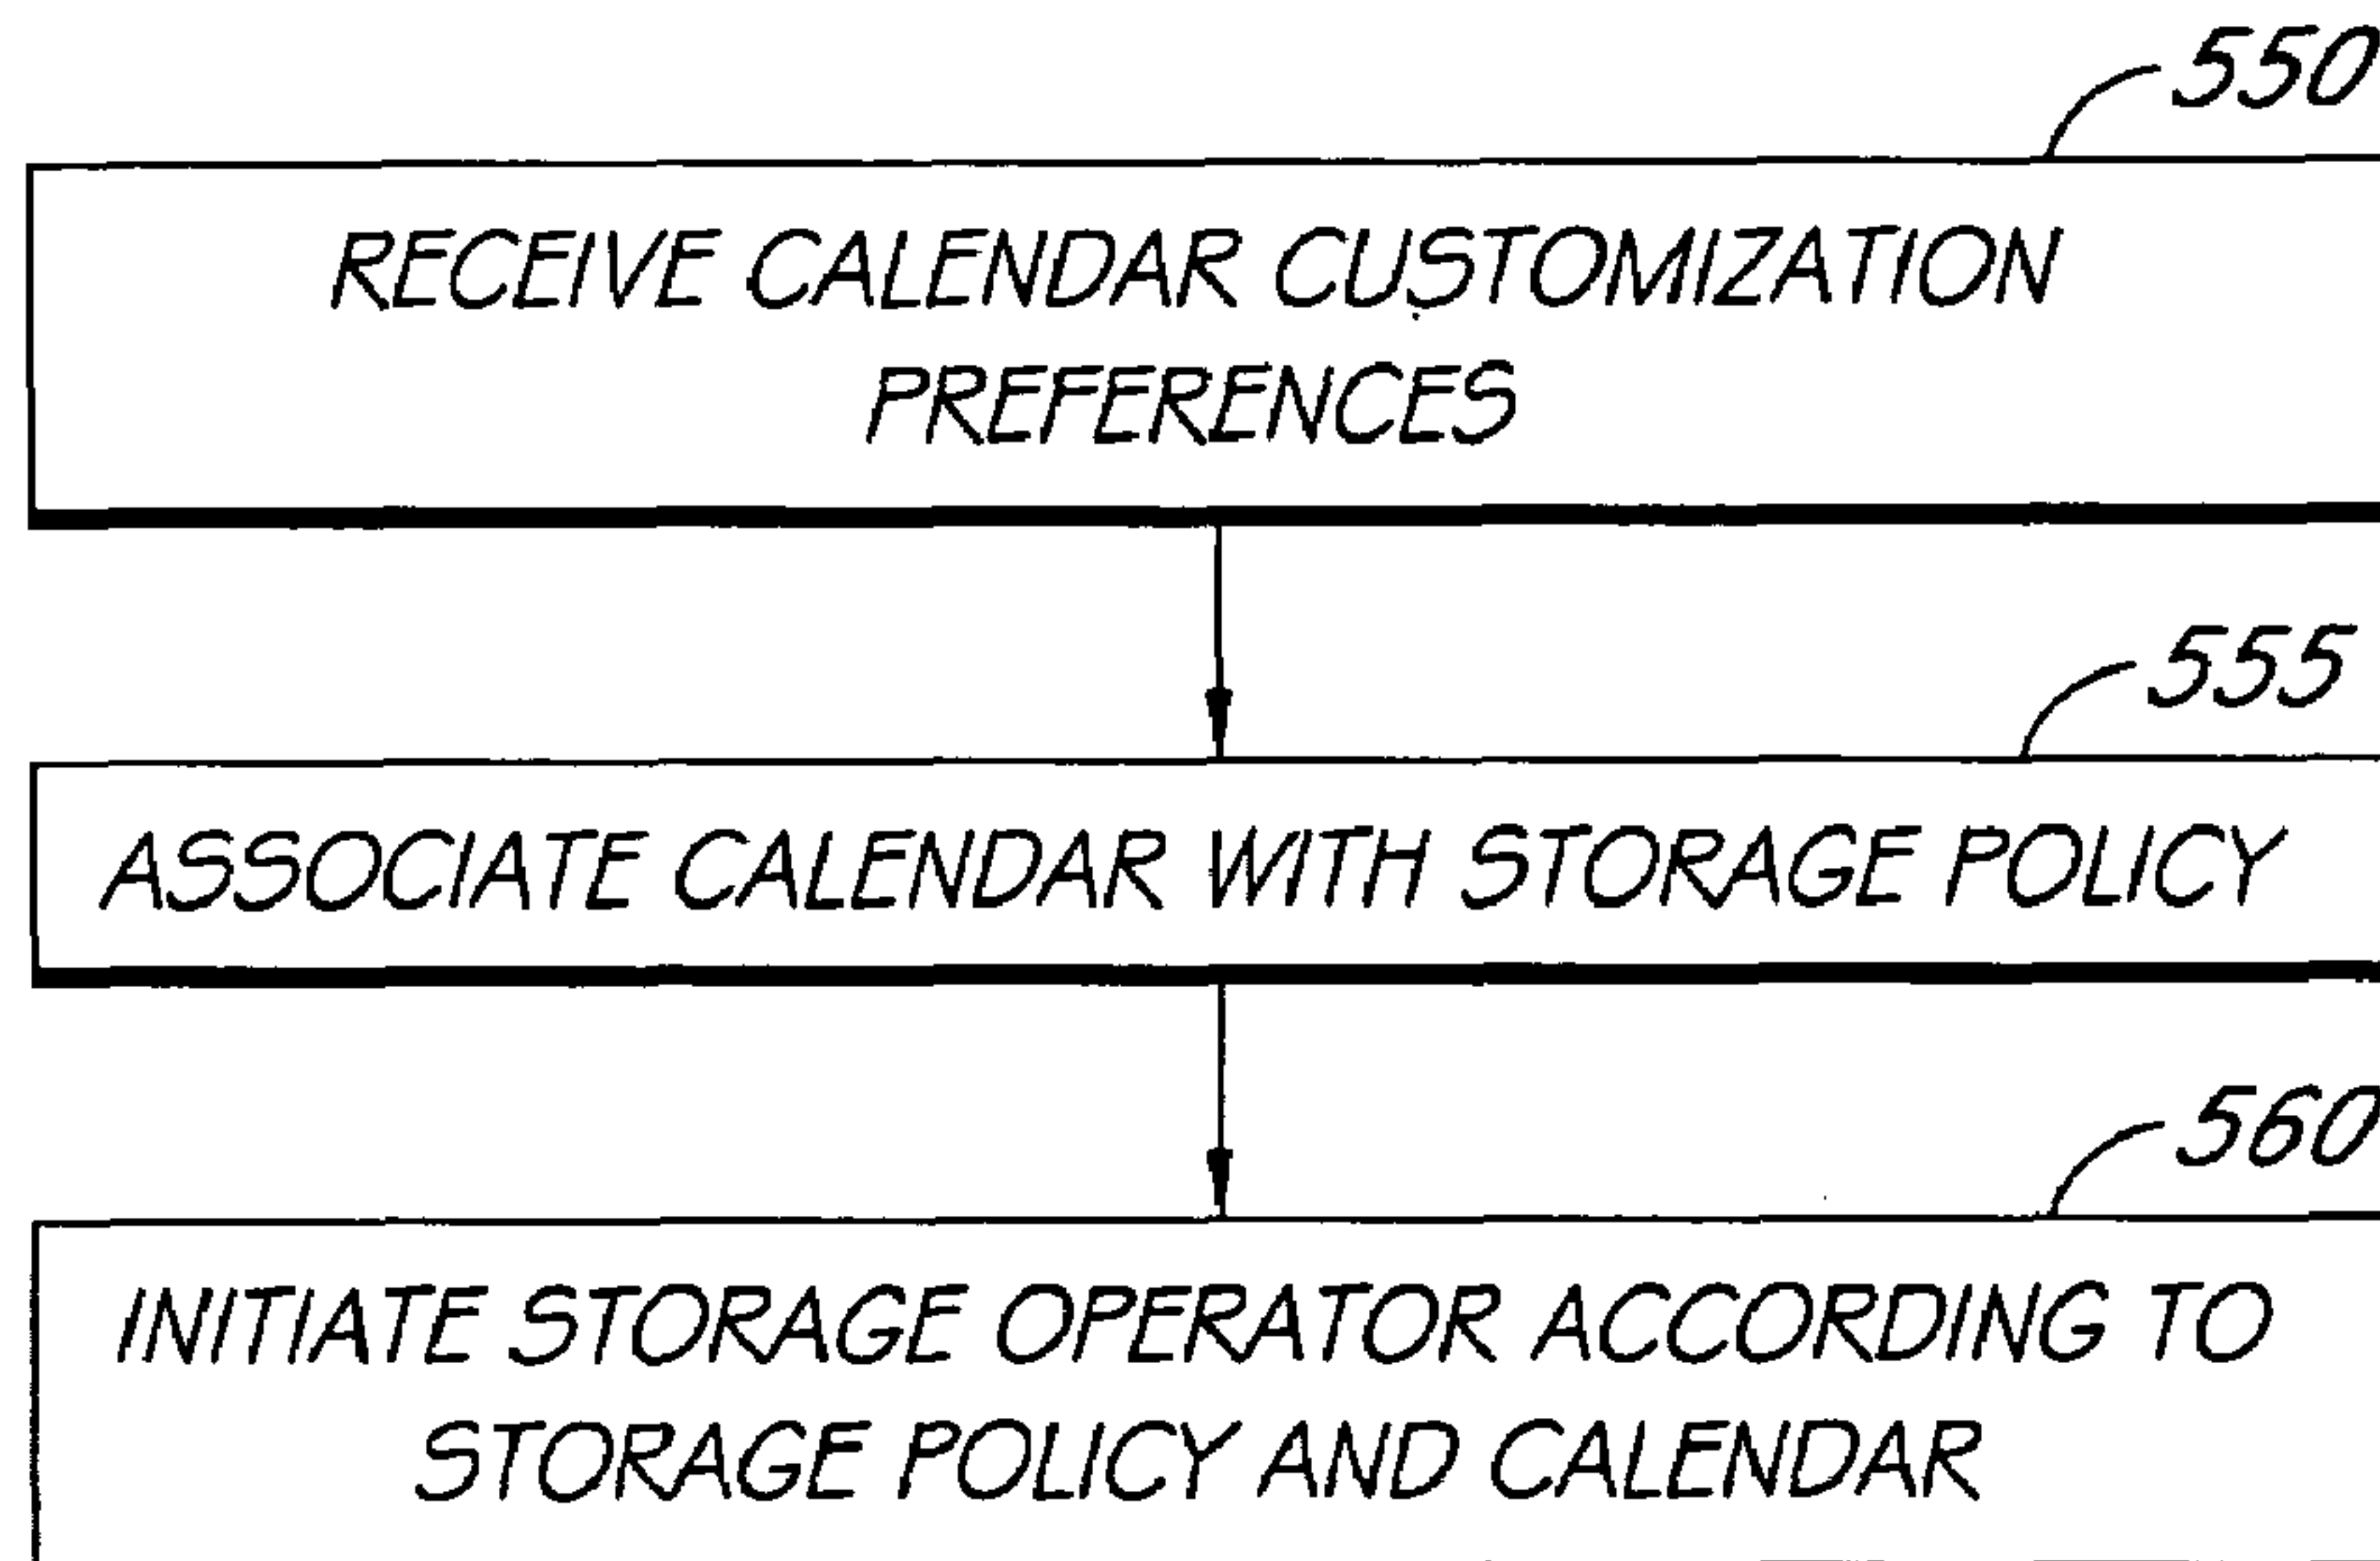 550
RECEIVE CALENDAR CUSTOMIZATION
PREFERENCES
555
ASSOCIATE CALENDAR WITH STORAGE POLICY
560
INITIATE STORAGE OPERATOR ACCORDING TO
STORAGE POLICY AND CALENDAR